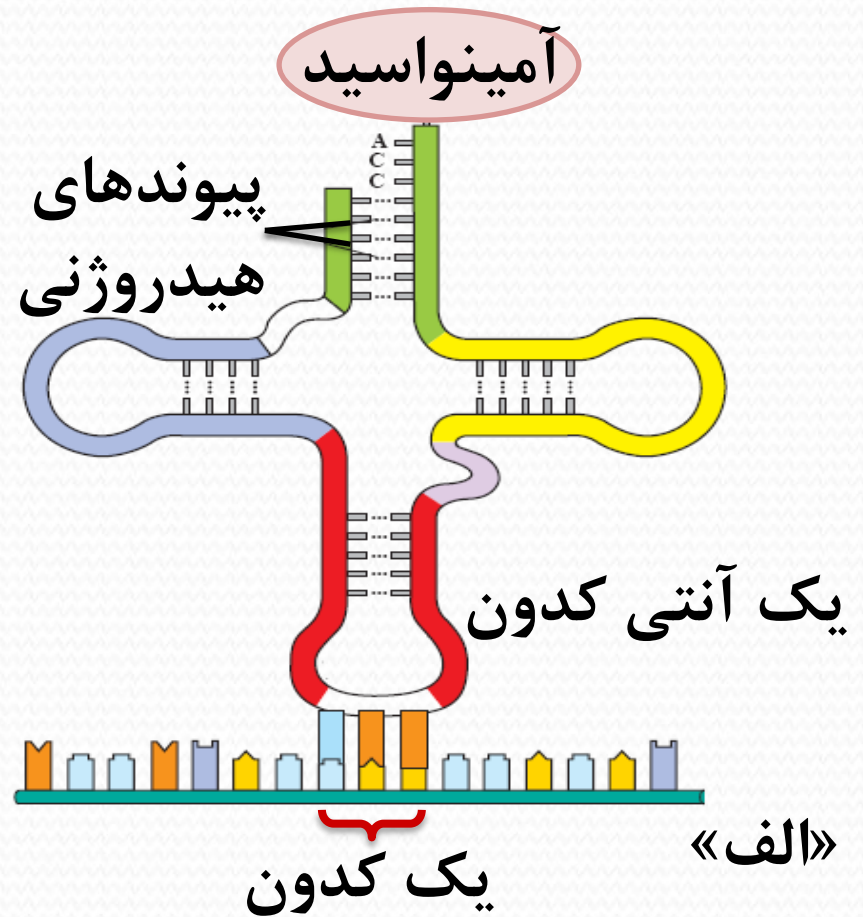 آمینواسید
A
C
C
پیوندهای
هیدروژنی
یک آنتی کدون
«الف»
یک کدون